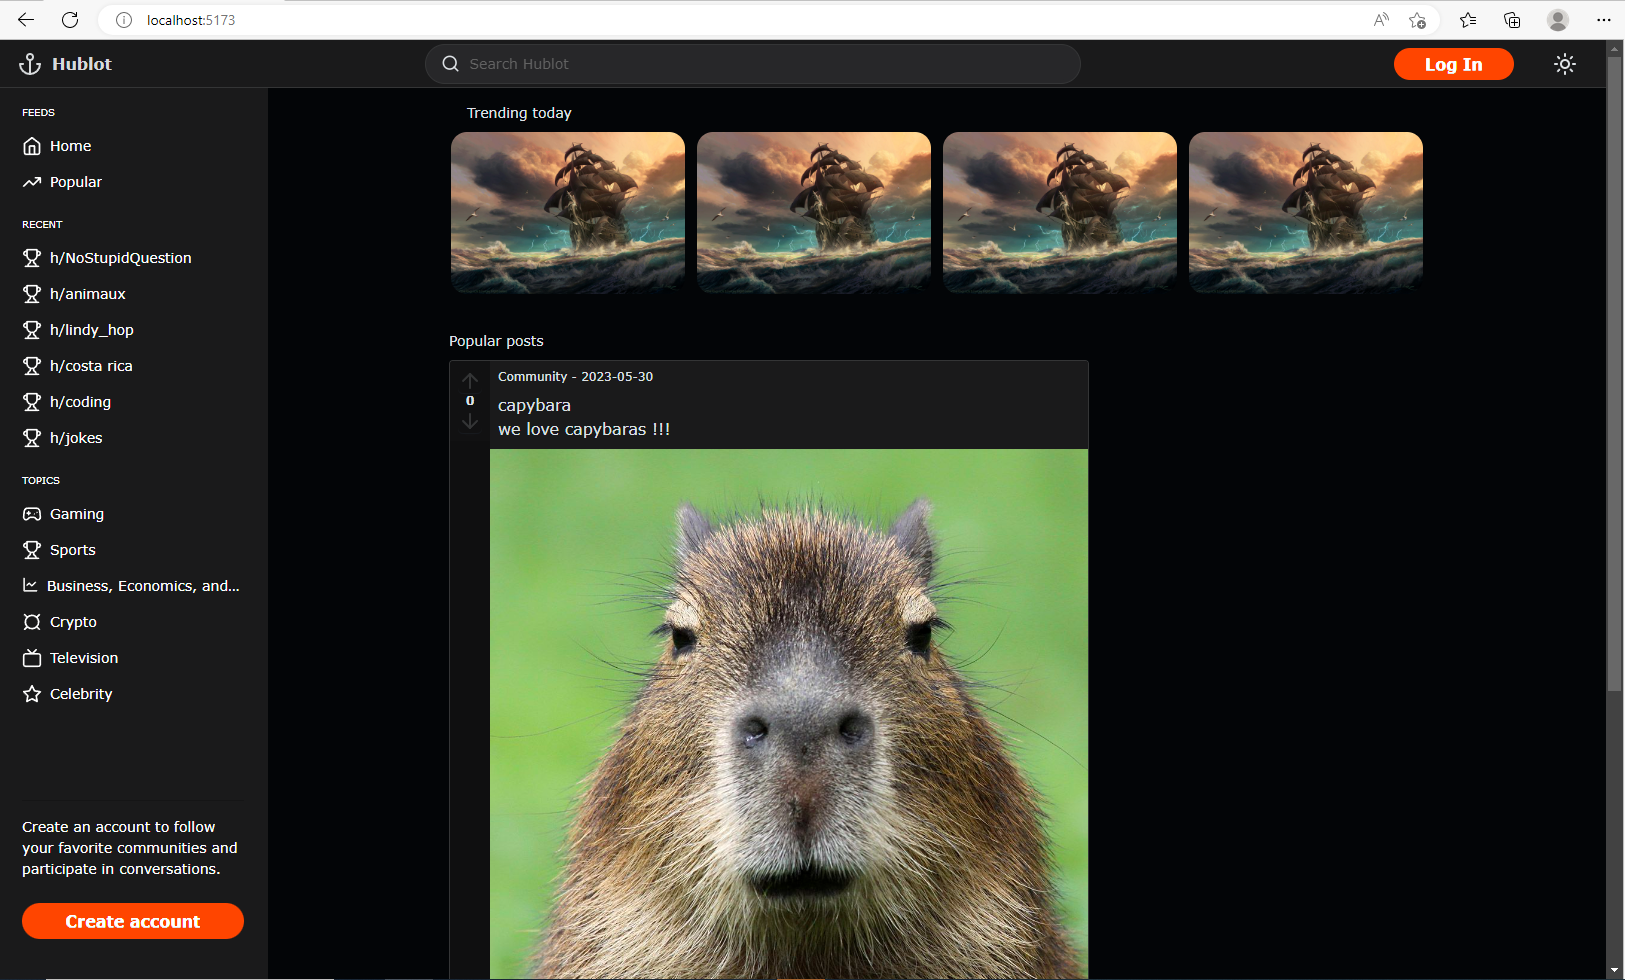 localhost:5173
Hublot
Search Hublot
Log In
FEEDS
Home
Popular
RECENT
h/NoStupidQuestion
h/animaux
h/lindy_hop
h/costa rica
h/coding
h/jokes
TOPICS
Gaming
Sports
Business, Economics, and...
Crypto
Television
Celebrity
Create an account to follow
your favorite communities and
participate in conversations.
Create account
Trending today
Popular posts
0
Community - 2023-05-30
capybara
we love capybaras !!!